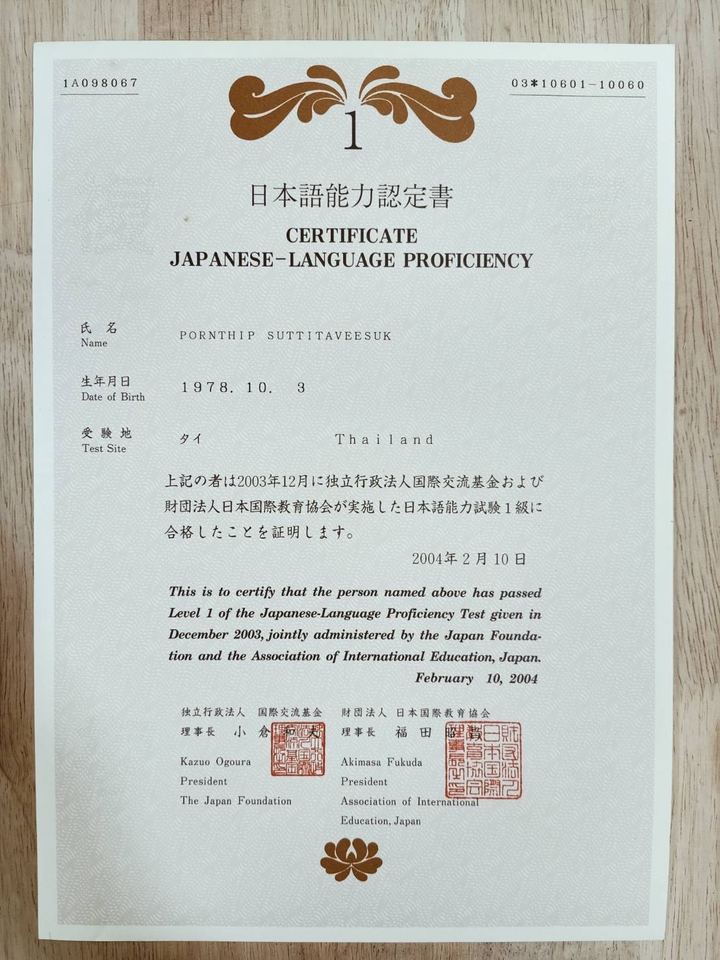 1A098067
03*10601-10060
1
日本語能力認定書
CERTIFICATE
JAPANESE-LANGUAGE PROFICIENCY
氏名 PORNTHIP SUTTITAVEESUK
Name
生年月日 1978. 10. 3
Date of Birth
受験地 タイ Thailand
Test Site
上記の者は2003年12月に独立行政法人国際交流基金および
財団法人日本国際教育協会が実施した日本語能力試験1級に
合格したことを証明します。
2004年2月10日
This is to certify that the person named above has passed
Level 1 of the Japanese-Language Proficiency Test given in
December 2003, jointly administered by the Japan Founda-
tion and the Association of International Education, Japan.
February 10, 2004
独立行政法人 国際交流基金
理事長 小倉和夫
Kazuo Ogoura
President
The Japan Foundation
財団法人 日本国際教育協会
理事長 福田
Akimasa Fukuda
President
Association of International
Education, Japan